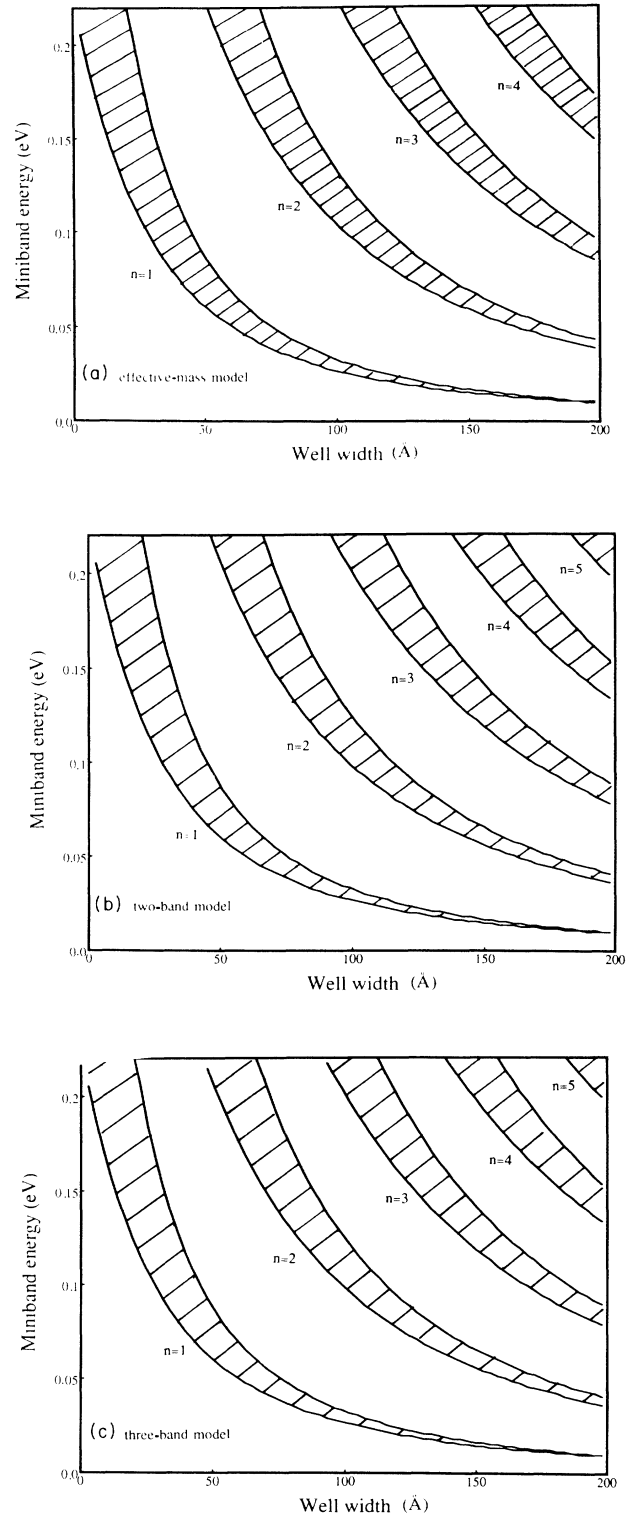 0.2
0.15
0.1
0.05
0.0
0
50
100
150
200
Miniband energy (eV)
Well width (Å)
n=1
n=2
n=3
n=4
(a) effective-mass model
0.2
0.15
0.1
0.05
0.0
0
50
100
150
200
Miniband energy (eV)
Well width (Å)
n=1
n=2
n=3
n=4
n=5
(b) two-band model
0.2
0.15
0.1
0.05
0.0
0
50
100
150
200
Miniband energy (eV)
Well width (Å)
n=1
n=2
n=3
n=4
n=5
(c) three-band model